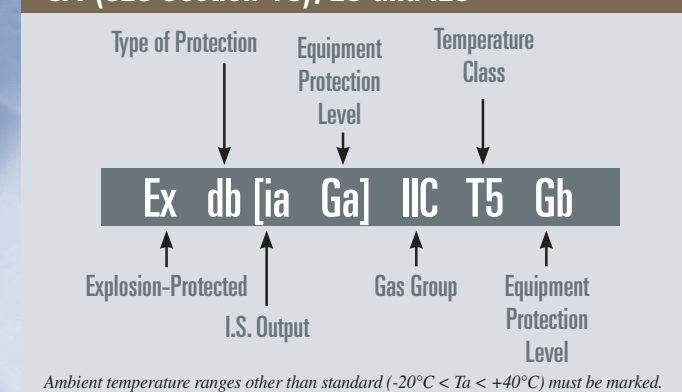 Type of Protection
Equipment
Protection
Level
Temperature
Class
Ex db [ia Ga] IIC T5 Gb
Explosion-Protected
I.S. Output
Gas Group
Equipment
Protection
Level
Ambient temperature ranges other than standard (-20°C < Ta < +40°C) must be marked.